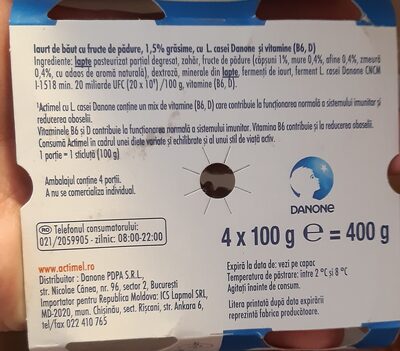 Iaurt de băut cu fructe de pădure, 1,5% grăsime, cu L. casei Danone și vitamine (B6, D)
Ingrediente: lapte pasteurizat parțial degresat, zahăr, fructe de pădure (căpșuni 1%, mure 0,4%, afine 0,4%, zmeură
0,4%, cu adaos de aromă naturală), dextroză, minerale din lapte, fermenți de iaurt, ferment L. casei Danone CNCM
I-1518 min. 20 miliarde UFC (20 x 10⁹) /100 g, vitamine (B6, D).
¹Actimel cu L. casei Danone conține un mix de vitamine (B6, D) care contribuie la funcționarea normală a sistemului imunitar și
reducerea oboselii.
Vitaminele B6 și D contribuie la funcționarea normală a sistemului imunitar. Vitamina B6 contribuie și la reducerea oboselii.
Consumă Actimel în cadrul unei diete variate și echilibrate și al unui stil de viață activ.
1 porție = 1 sticluță (100 g)
Ambalajul conține 4 porții.
A nu se comercializa individual.
DANONE
RO Telefonul consumatorului:
021/2059905 - zilnic: 08:00-22:00
4 x 100 g ℮ = 400 g
www.actimel.ro
Distribuitor : Danone PDPA S.R.L.,
str. Nicolae Cânea, nr. 96, sector 2, București
Importator pentru Republica Moldova: ICS Lapmol SRL,
MD-2020, mun. Chișinău, sect. Rîșcani, str. Ankara 6,
tel/fax 022 410 765
Expiră la data de: vezi pe capac
Temperatura de păstrare: între 2 °C și 8 °C
Agitați înainte de consum.
Litera printată după data expirării
reprezintă fabrica producătoare.